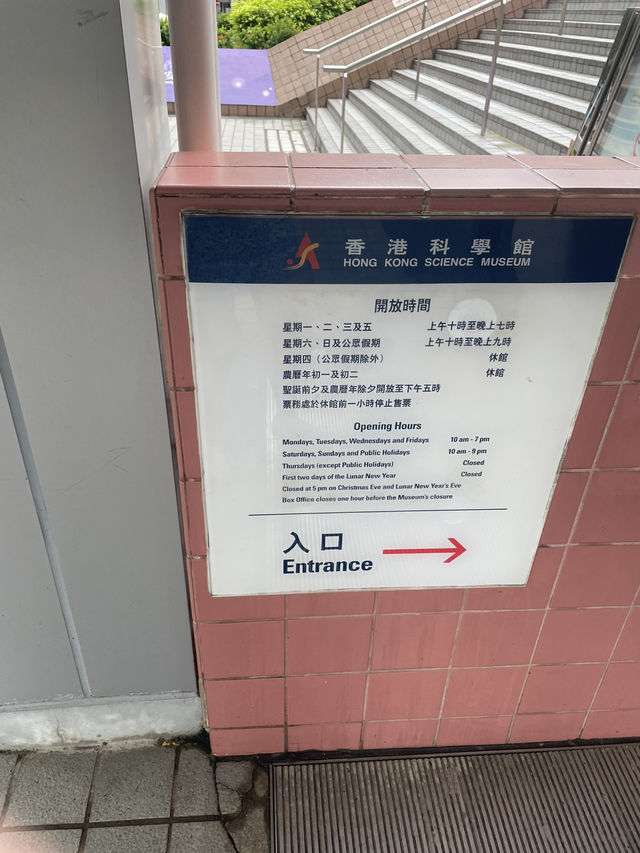 香港科學館
HONG KONG SCIENCE MUSEUM
開放時間
星期一、二、三及五 上午十時至晚上七時
星期六、日及公眾假期 上午十時至晚上九時
星期四（公眾假期除外） 休館
農曆年初一及初二 休館
聖誕前夕及農曆年除夕開放至下午五時
票務處於休館前一小時停止售票
Opening Hours
Mondays, Tuesdays, Wednesdays and Fridays 10 am - 7 pm
Saturdays, Sundays and Public Holidays 10 am - 9 pm
Thursdays (except Public Holidays) Closed
First two days of the Lunar New Year Closed
Closed at 5 pm on Christmas Eve and Lunar New Year's Eve
Box Office closes one hour before the Museum's closure
入口
Entrance